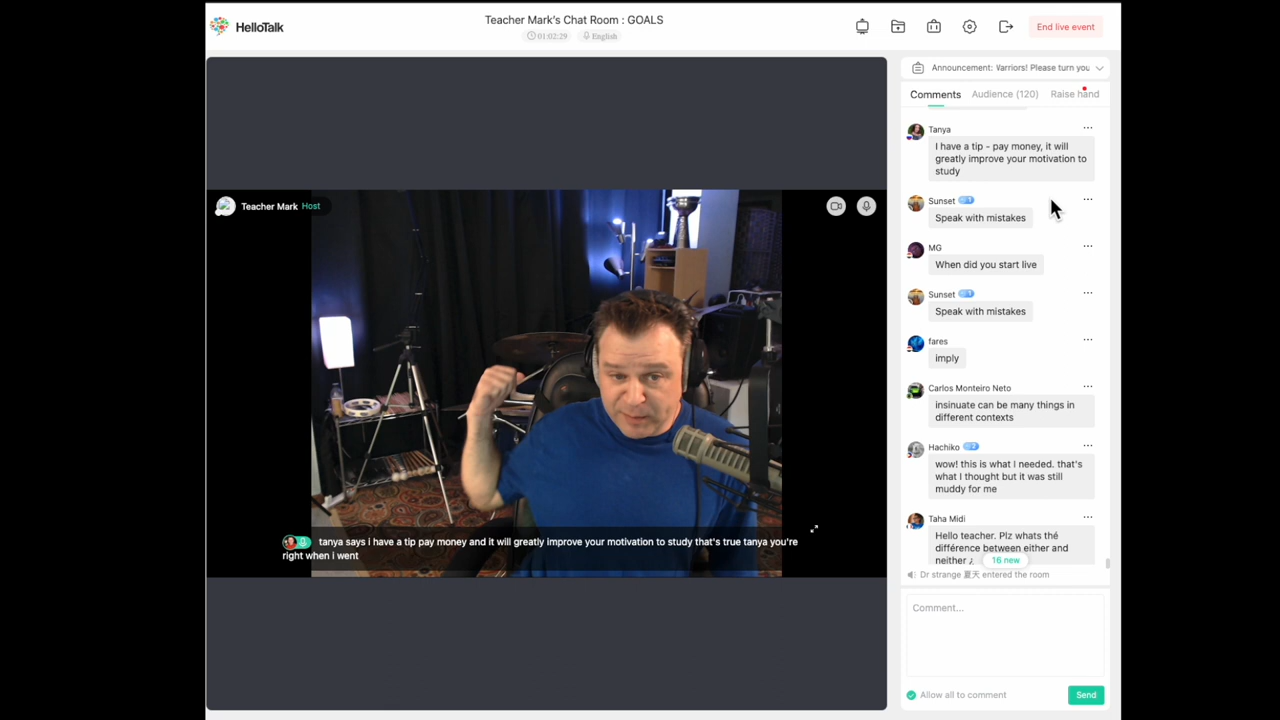 HelloTalk
Teacher Mark's Chat Room : GOALS
01:02:29
English
End live event
Announcement: Varriors! Please turn you
Comments
Audience (120)
Raise hand
Teacher Mark Host
tanya says i have a tip pay money and it will greatly improve your motivation to study that's true tanya you're
right when i went
Tanya
I have a tip - pay money, it will
greatly improve your motivation to
study
Sunset
Speak with mistakes
MG
When did you start live
Sunset
Speak with mistakes
fares
imply
Carlos Monteiro Neto
insinuate can be many things in
different contexts
Hachiko
wow! this is what I needed. that's
what I thought but it was still
muddy for me
Taha Midi
Hello teacher. Plz whats thé
différence between either and
neither
16 new
Dr strange 夏天 entered the room
Comment...
Allow all to comment
Send